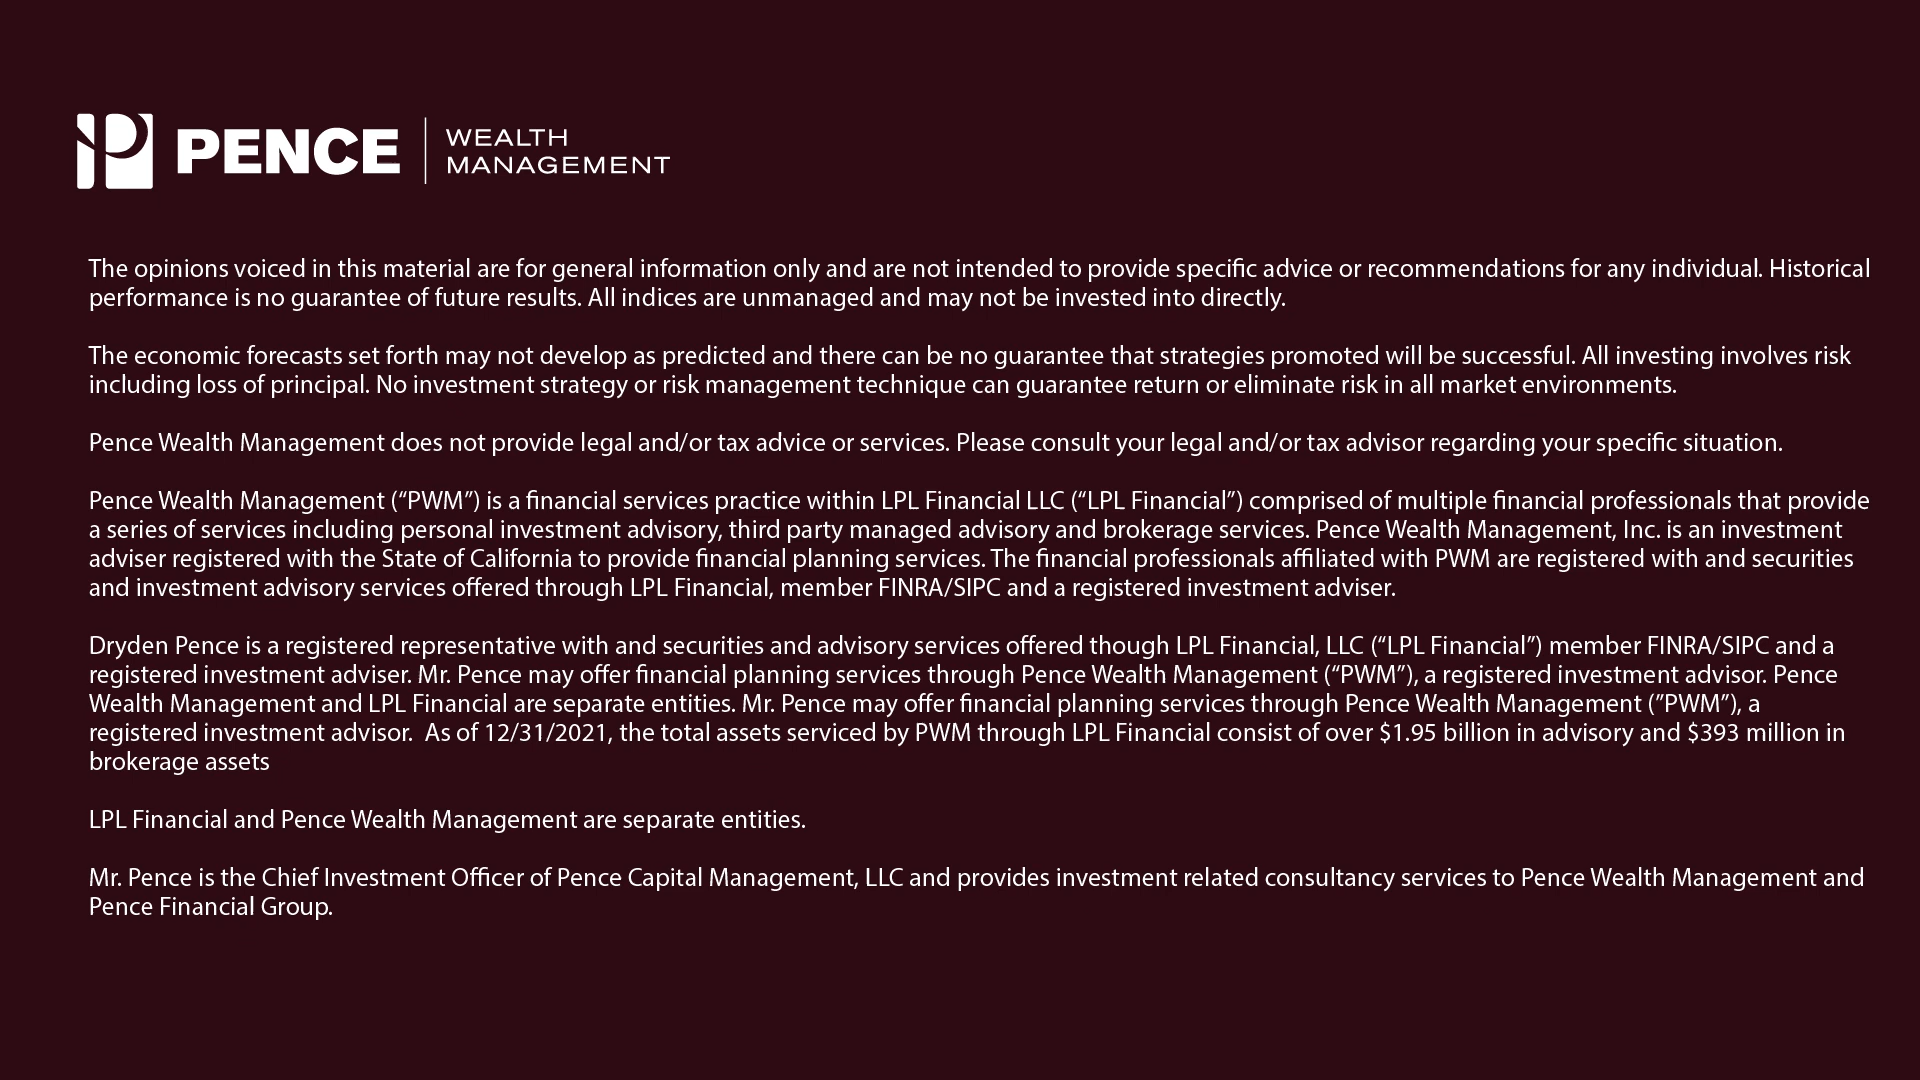 PENCE
WEALTH
MANAGEMENT
The opinions voiced in this material are for general information only and are not intended to provide specific advice or recommendations for any individual. Historical
performance is no guarantee of future results. All indices are unmanaged and may not be invested into directly.
The economic forecasts set forth may not develop as predicted and there can be no guarantee that strategies promoted will be successful. All investing involves risk
including loss of principal. No investment strategy or risk management technique can guarantee return or eliminate risk in all market environments.
Pence Wealth Management does not provide legal and/or tax advice or services. Please consult your legal and/or tax advisor regarding your specific situation.
Pence Wealth Management (“PWM”) is a financial services practice within LPL Financial LLC (“LPL Financial”) comprised of multiple financial professionals that provide
a series of services including personal investment advisory, third party managed advisory and brokerage services. Pence Wealth Management, Inc. is an investment
adviser registered with the State of California to provide financial planning services. The financial professionals affiliated with PWM are registered with and securities
and investment advisory services offered through LPL Financial, member FINRA/SIPC and a registered investment adviser.
Dryden Pence is a registered representative with and securities and advisory services offered though LPL Financial, LLC (“LPL Financial”) member FINRA/SIPC and a
registered investment adviser. Mr. Pence may offer financial planning services through Pence Wealth Management (“PWM”), a registered investment advisor. Pence
Wealth Management and LPL Financial are separate entities. Mr. Pence may offer financial planning services through Pence Wealth Management (”PWM”), a
registered investment advisor.  As of 12/31/2021, the total assets serviced by PWM through LPL Financial consist of over $1.95 billion in advisory and $393 million in
brokerage assets
LPL Financial and Pence Wealth Management are separate entities.
Mr. Pence is the Chief Investment Officer of Pence Capital Management, LLC and provides investment related consultancy services to Pence Wealth Management and
Pence Financial Group.